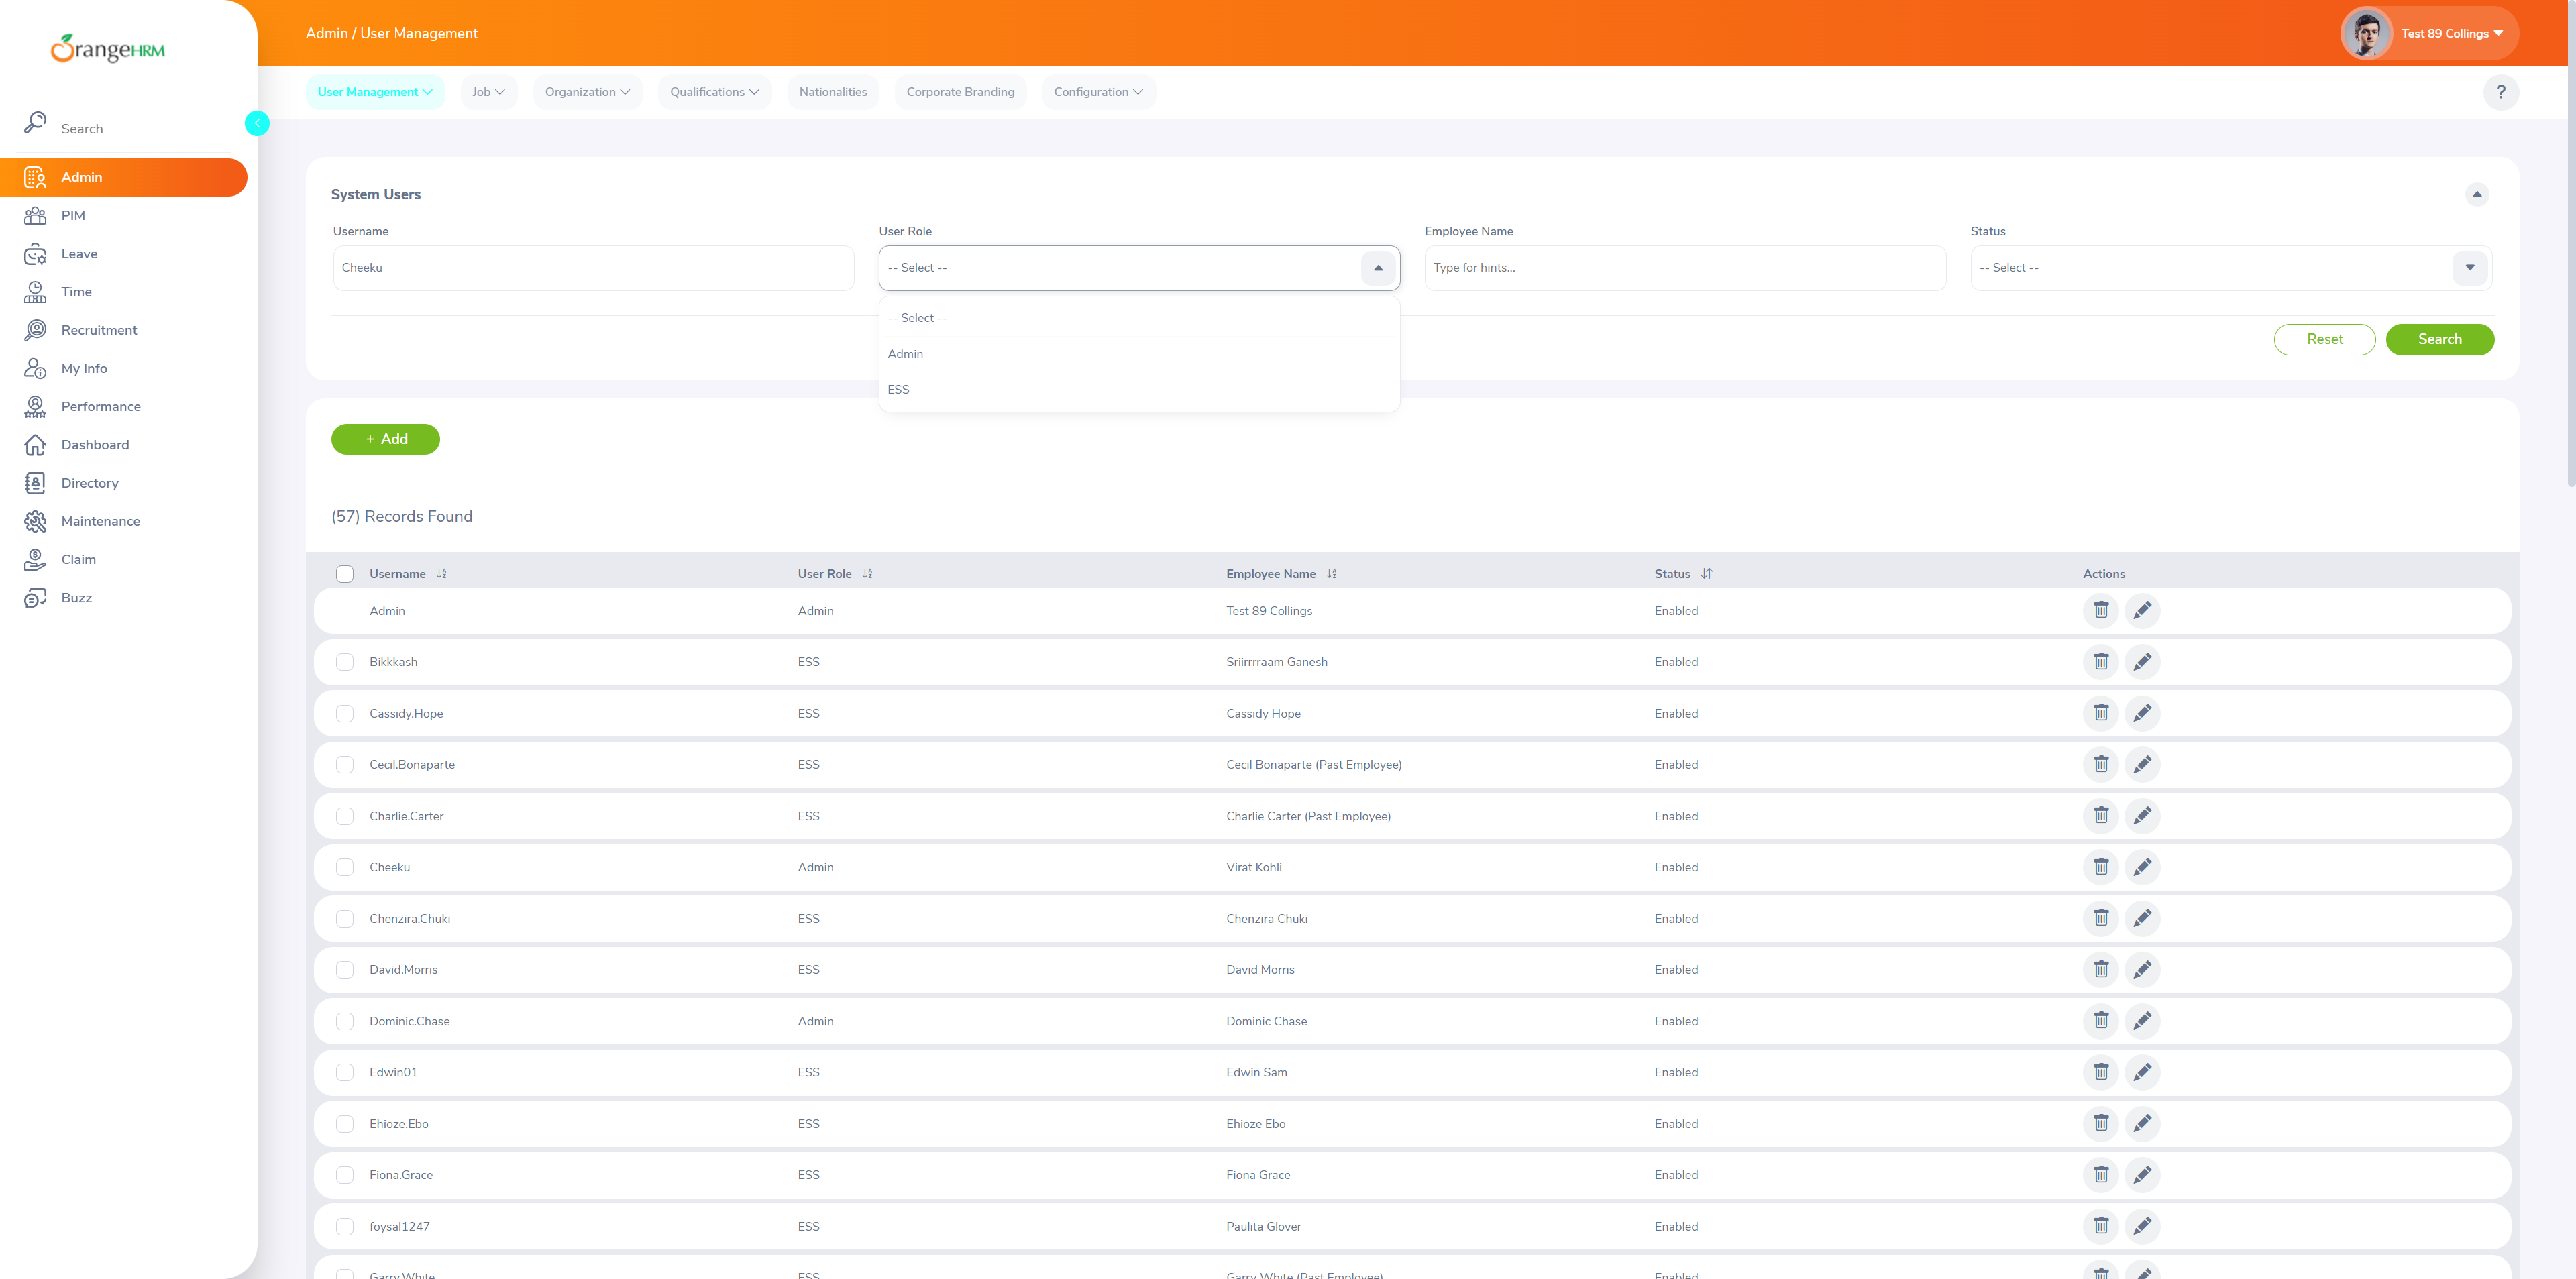 OrangeHRM
Search
Admin
PIM
Leave
Time
Recruitment
My Info
Performance
Dashboard
Directory
Maintenance
Claim
Buzz
Admin / User Management
Test 89 Collings
User Management Job Organization Qualifications Nationalities Corporate Branding Configuration ?
System Users
Username User Role Employee Name Status
Cheeku -- Select -- Type for hints... -- Select --
-- Select --
Admin
ESS
Reset Search
+ Add
(57) Records Found
Username User Role Employee Name Status Actions
Admin Admin Test 89 Collings Enabled
Bikkkash ESS Sriirrrraam Ganesh Enabled
Cassidy.Hope ESS Cassidy Hope Enabled
Cecil.Bonaparte ESS Cecil Bonaparte (Past Employee) Enabled
Charlie.Carter ESS Charlie Carter (Past Employee) Enabled
Cheeku Admin Virat Kohli Enabled
Chenzira.Chuki ESS Chenzira Chuki Enabled
David.Morris ESS David Morris Enabled
Dominic.Chase Admin Dominic Chase Enabled
Edwin01 ESS Edwin Sam Enabled
Ehioze.Ebo ESS Ehioze Ebo Enabled
Fiona.Grace ESS Fiona Grace Enabled
foysal1247 ESS Paulita Glover Enabled
Garry.White ESS Garry White (Past Employee) Enabled